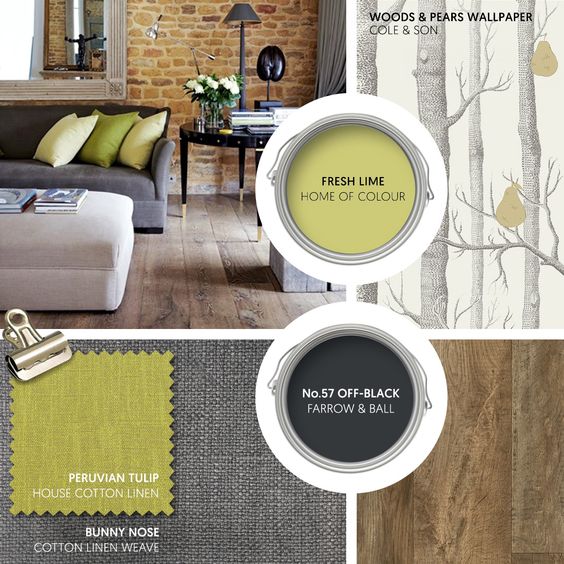 WOODS & PEARS WALLPAPER
COLE & SON
FRESH LIME
HOME OF COLOUR
No.57 OFF-BLACK
FARROW & BALL
PERUVIAN TULIP
HOUSE COTTON LINEN
BUNNY NOSE
COTTON LINEN WEAVE